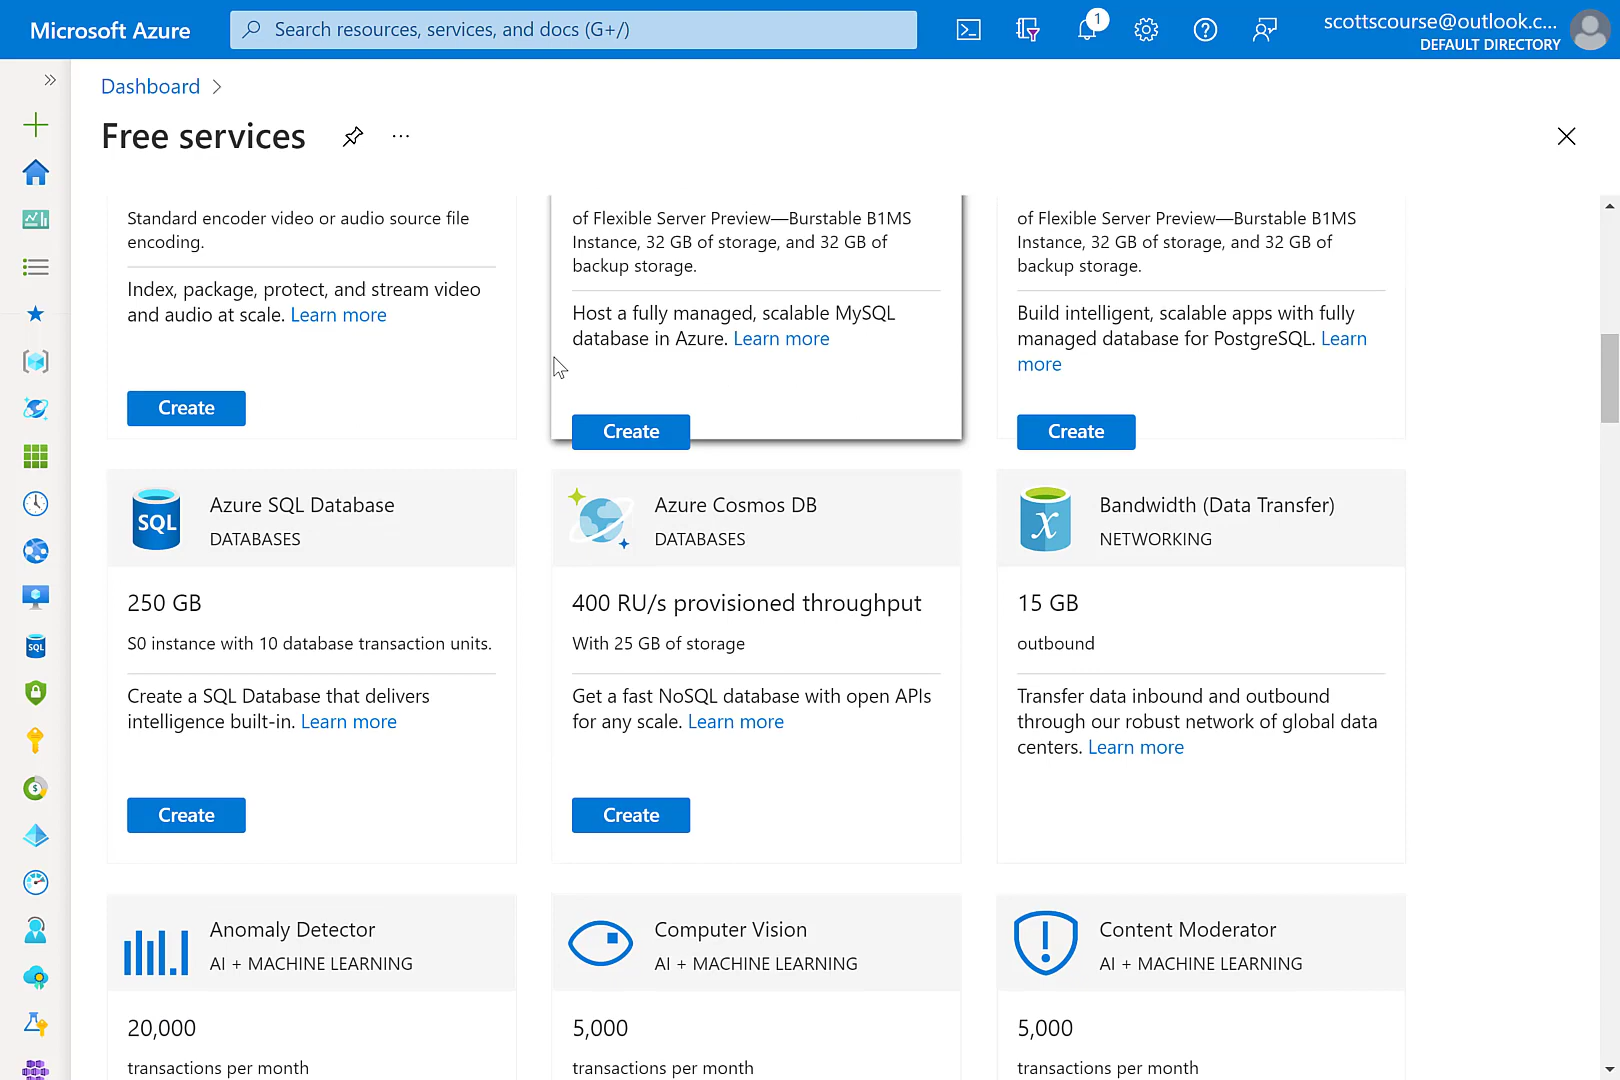 Microsoft Azure
Search resources, services, and docs (G+/)
1
scottscourse@outlook.c...
DEFAULT DIRECTORY
Dashboard
Free services
Standard encoder video or audio source file
encoding.
Index, package, protect, and stream video
and audio at scale. Learn more
Create
of Flexible Server Preview—Burstable B1MS
Instance, 32 GB of storage, and 32 GB of
backup storage.
Host a fully managed, scalable MySQL
database in Azure. Learn more
Create
of Flexible Server Preview—Burstable B1MS
Instance, 32 GB of storage, and 32 GB of
backup storage.
Build intelligent, scalable apps with fully
managed database for PostgreSQL. Learn
more
Create
SQL
Azure SQL Database
DATABASES
250 GB
S0 instance with 10 database transaction units.
Create a SQL Database that delivers
intelligence built-in. Learn more
Create
Azure Cosmos DB
DATABASES
400 RU/s provisioned throughput
With 25 GB of storage
Get a fast NoSQL database with open APIs
for any scale. Learn more
Create
X
Bandwidth (Data Transfer)
NETWORKING
15 GB
outbound
Transfer data inbound and outbound
through our robust network of global data
centers. Learn more
SQL
Anomaly Detector
AI + MACHINE LEARNING
20,000
transactions per month
Computer Vision
AI + MACHINE LEARNING
5,000
transactions per month
Content Moderator
AI + MACHINE LEARNING
5,000
transactions per month